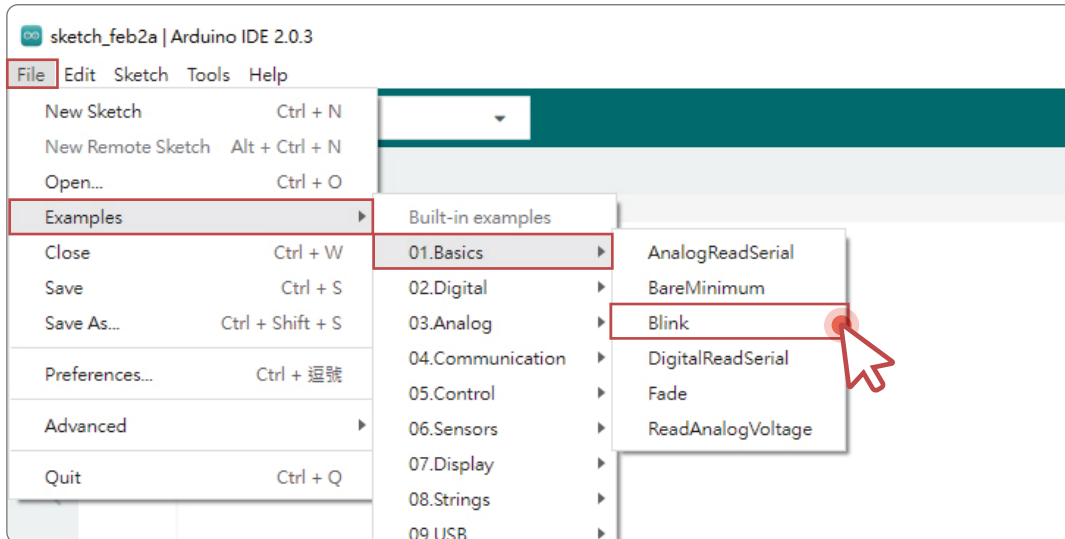 sketch_feb2a | Arduino IDE 2.0.3
File Edit Sketch Tools Help
New Sketch Ctrl + N
New Remote Sketch Alt + Ctrl + N
Open... Ctrl + O
Examples
Close Ctrl + W
Save Ctrl + S
Save As... Ctrl + Shift + S
Preferences... Ctrl + 逗號
Advanced
Quit Ctrl + Q
Built-in examples
01.Basics
02.Digital
03.Analog
04.Communication
05.Control
06.Sensors
07.Display
08.Strings
09.USB
AnalogReadSerial
BareMinimum
Blink
DigitalReadSerial
Fade
ReadAnalogVoltage